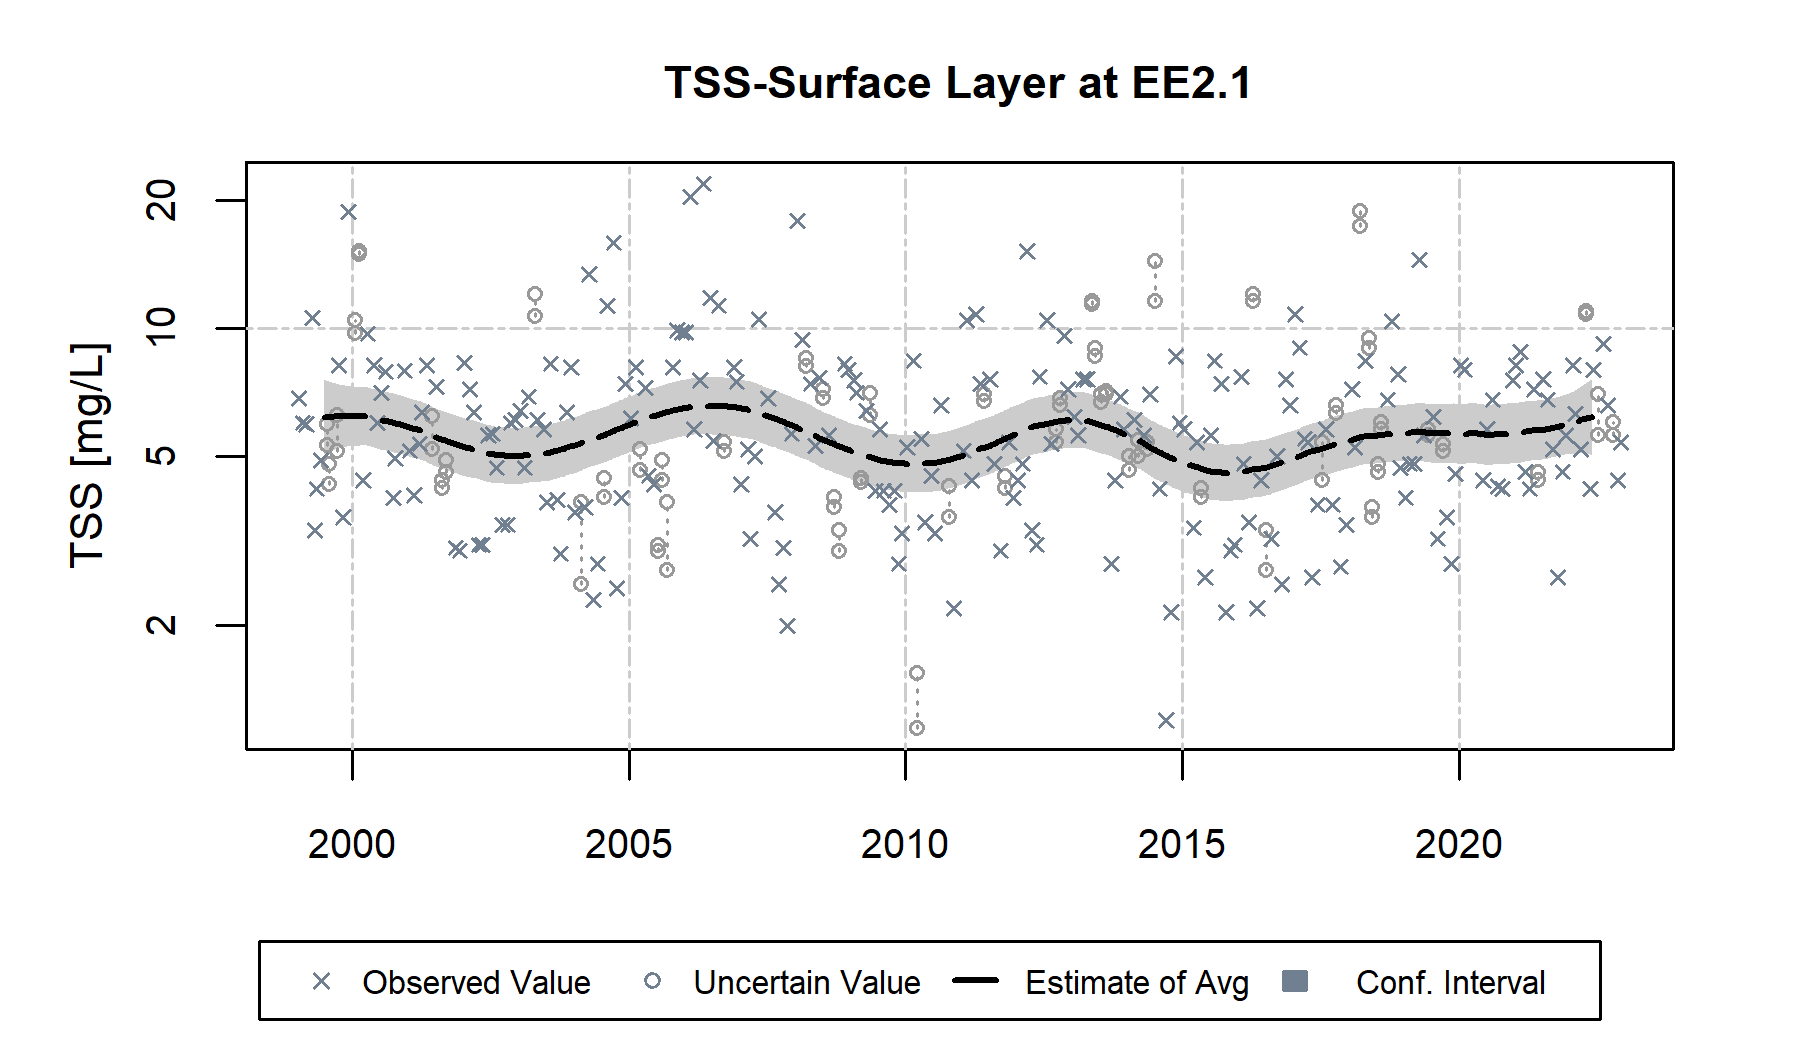 TSS-Surface Layer at EE2.1
TSS [mg/L]
20
10
5
2
2000 2005 2010 2015 2020
Observed Value Uncertain Value Estimate of Avg Conf. Interval